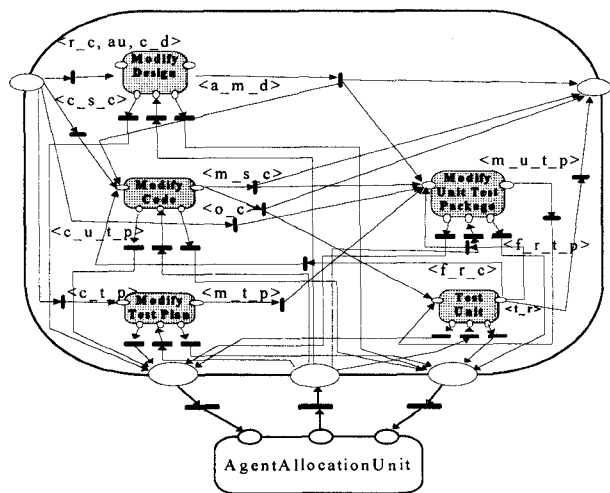 <r_c, au, c_d>
Modify
Design
<a_m_d>
<c_s_c>
Modify
Code
<m_s_c>
<o_c>
<m_u_t_p>
Modify
Unit Test
Package
<c_u_t_p>
<f_r_t_p>
<f_r_c>
<c_t_p>
Modify
Test Plan
<m_t_p>
Test
Unit
<t_r>
AgentAllocationUnit